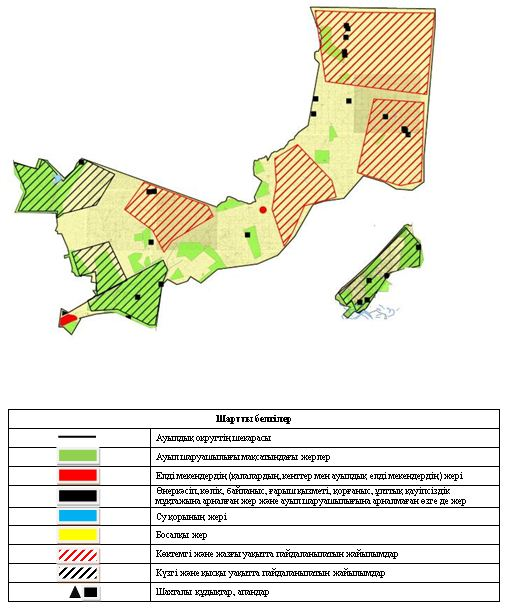 Шартты белгілер
Ауылдық округтің шекарасы
Ауыл шаруашылығы мақсатындағы жерлер
Елді мекендердің (қалалардың, кенттер мен ауылдық елді мекендердің) жері
Өнеркәсіп, көлік, байланыс, ғарыш қызметі, қорғаныс, ұлттық қауіпсіздік
мұқтажына арналған жер және ауыл шаруашылығына арналмаған өзге де жер
Су қорының жері
Босалқы жер
Көктемгі және жазғы уақытта пайдаланылатын жайылымдар
Күзгі және қысқы уақытта пайдаланылатын жайылымдар
Шахталы құдықтар, апандар